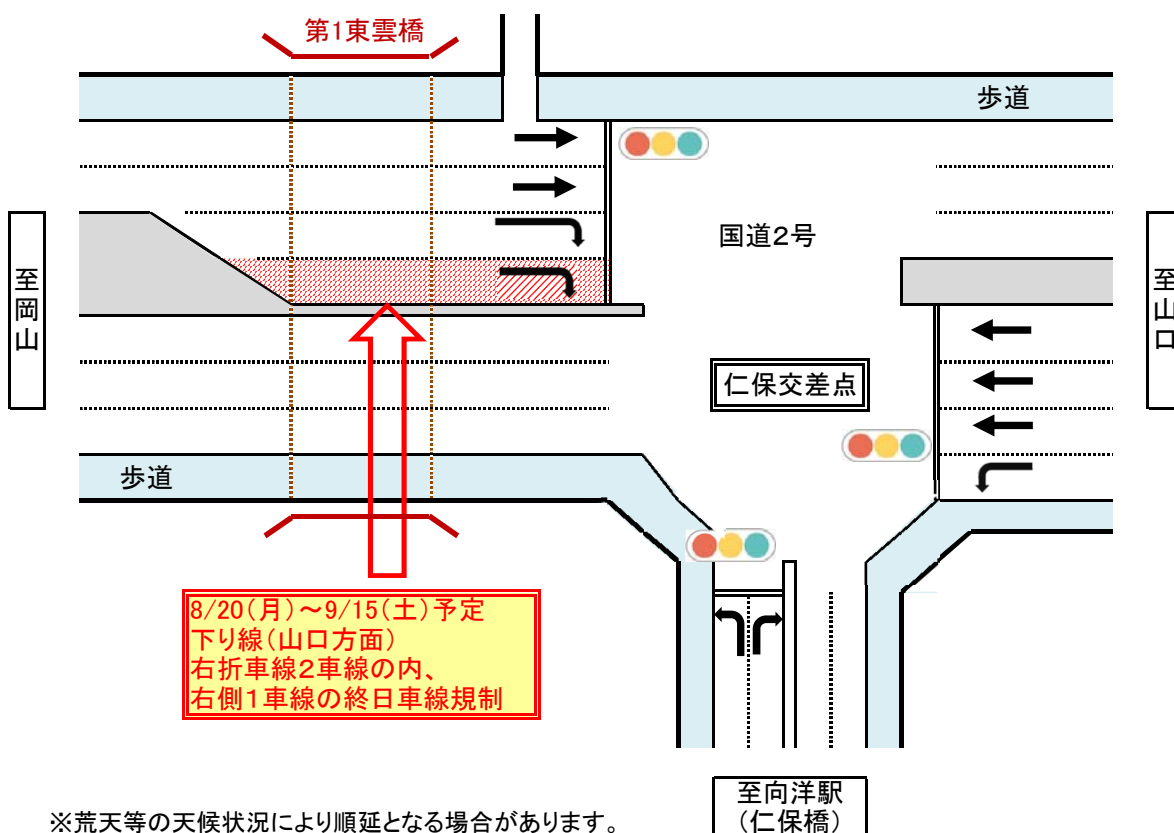 第1東雲橋
歩道
国道2号
至岡山
至山口
仁保交差点
歩道
8/20(月)～9/15(土)予定
下り線(山口方面)
右折車線2車線の内、
右側1車線の終日車線規制
至向洋駅
(仁保橋)
※荒天等の天候状況により順延となる場合があります。